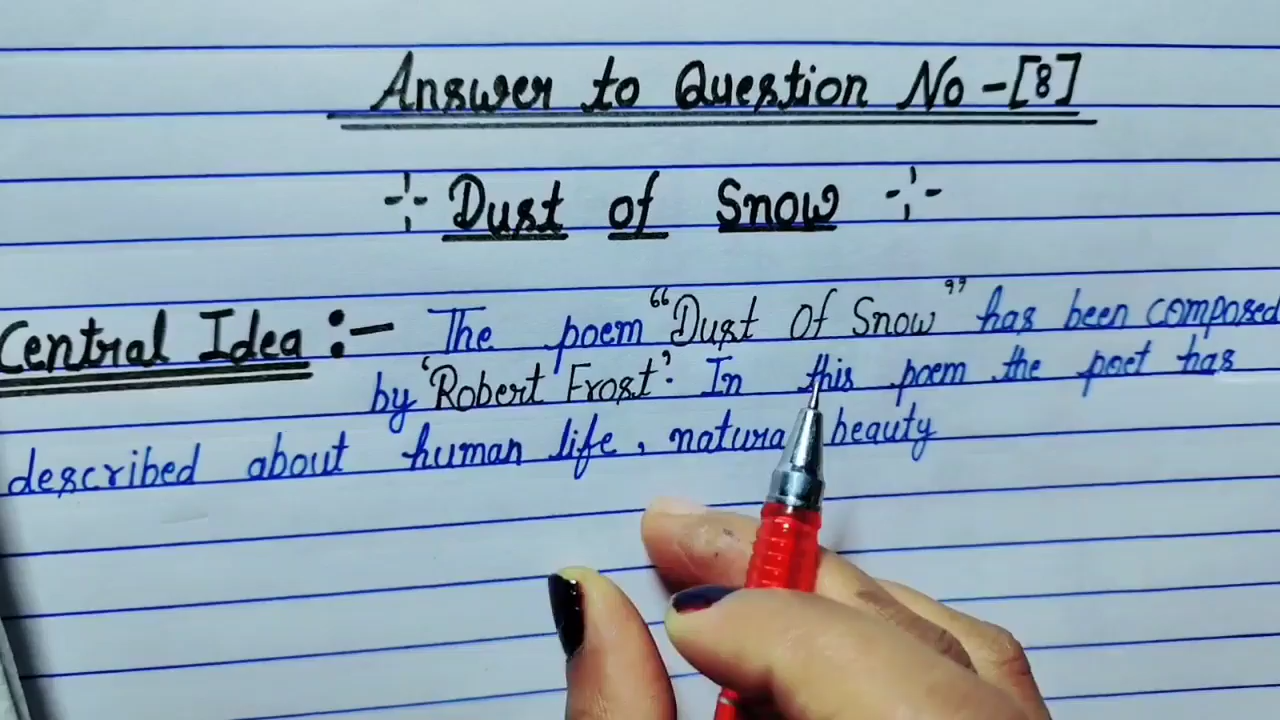 Answer to Question No-[8]
Dust of Snow
Central Idea :- The poem "Dust Of Snow" has been composed
by 'Robert Frost'. In this poem the poet has
described about human life, natura beauty